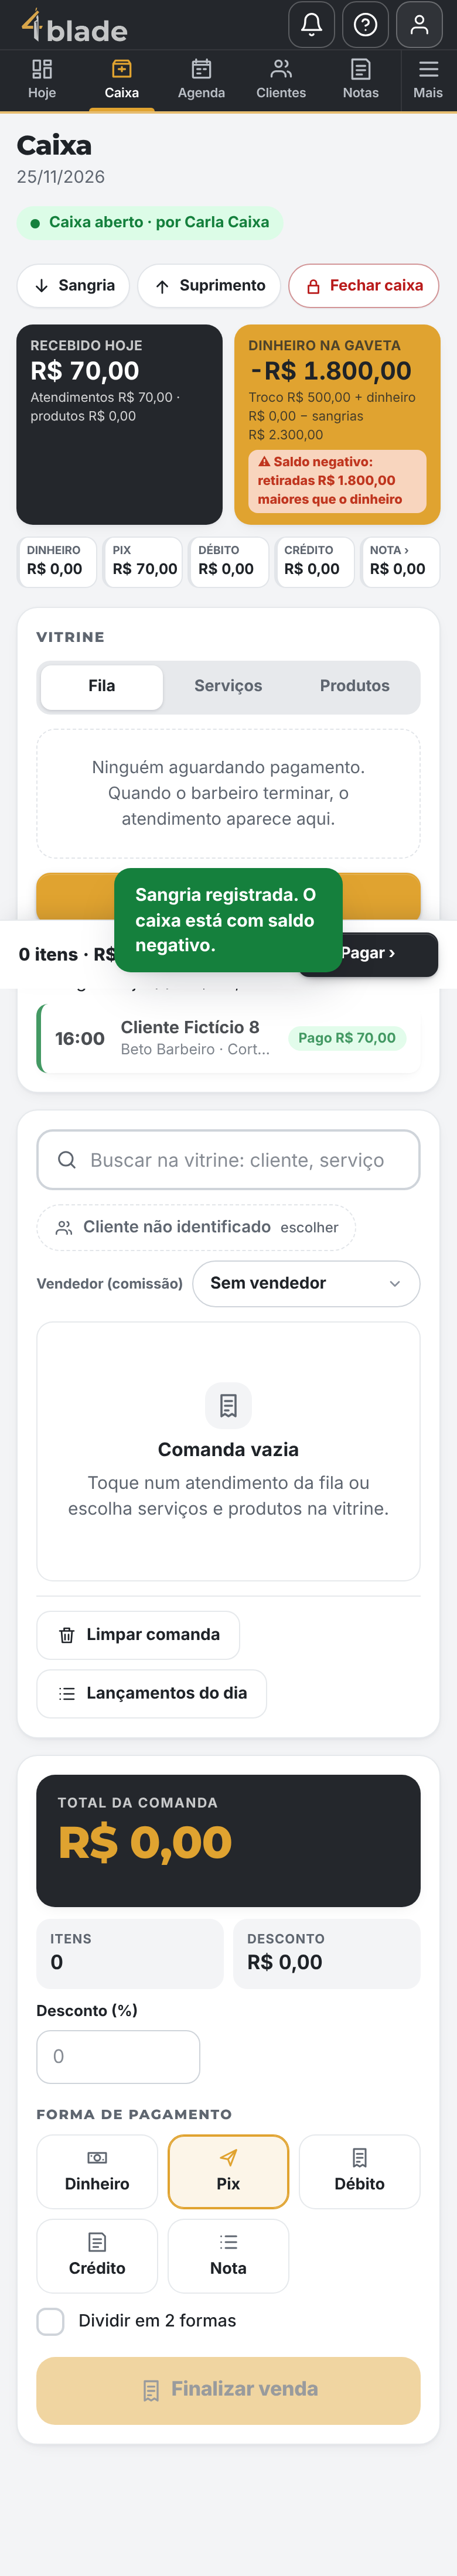 4blade
Hoje
Caixa
Agenda
Clientes
Notas
Mais
Caixa
25/11/2026
Caixa aberto · por Carla Caixa
Sangria
Suprimento
Fechar caixa
RECEBIDO HOJE
R$ 70,00
Atendimentos R$ 70,00 ·
produtos R$ 0,00
DINHEIRO NA GAVETA
-R$ 1.800,00
Troco R$ 500,00 + dinheiro
R$ 0,00 − sangrias
R$ 2.300,00
⚠ Saldo negativo:
retiradas R$ 1.800,00
maiores que o dinheiro
DINHEIRO
R$ 0,00
PIX
R$ 70,00
DÉBITO
R$ 0,00
CRÉDITO
R$ 0,00
NOTA ›
R$ 0,00
VITRINE
Fila
Serviços
Produtos
Ninguém aguardando pagamento.
Quando o barbeiro terminar, o
atendimento aparece aqui.
Sangria registrada. O
caixa está com saldo
negativo.
0 itens · R$
Pagar ›
16:00
Cliente Fictício 8
Beto Barbeiro · Cort...
Pago R$ 70,00
Buscar na vitrine: cliente, serviço
Cliente não identificado escolher
Vendedor (comissão)
Sem vendedor
Comanda vazia
Toque num atendimento da fila ou
escolha serviços e produtos na vitrine.
Limpar comanda
Lançamentos do dia
TOTAL DA COMANDA
R$ 0,00
ITENS
0
DESCONTO
R$ 0,00
Desconto (%)
0
FORMA DE PAGAMENTO
Dinheiro
Pix
Débito
Crédito
Nota
Dividir em 2 formas
Finalizar venda